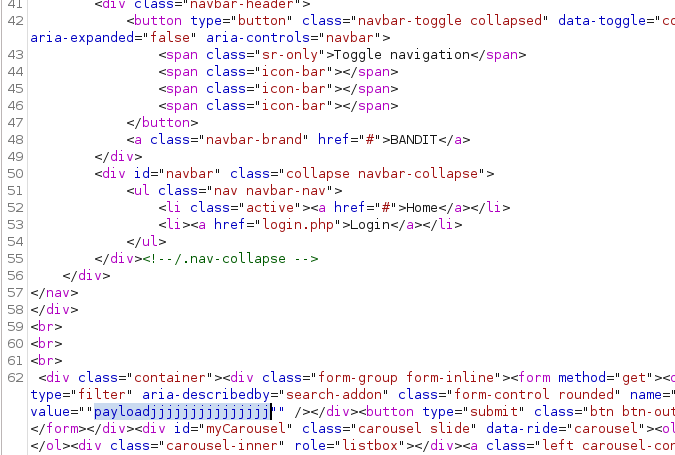 41 <div class="navbar-header">
42 <button type="button" class="navbar-toggle collapsed" data-toggle="co
aria-expanded="false" aria-controls="navbar">
43 <span class="sr-only">Toggle navigation</span>
44 <span class="icon-bar"></span>
45 <span class="icon-bar"></span>
46 <span class="icon-bar"></span>
47 </button>
48 <a class="navbar-brand" href="#">BANDIT</a>
49 </div>
50 <div id="navbar" class="collapse navbar-collapse">
51 <ul class="nav navbar-nav">
52 <li class="active"><a href="#">Home</a></li>
53 <li><a href="login.php">Login</a></li>
54 </ul>
55 </div><!--/.nav-collapse -->
56 </div>
57 </nav>
58 </div>
59 <br>
60 <br>
61 <br>
62 <div class="container"><div class="form-group form-inline"><form method="get"><d
type="filter" aria-describedby="search-addon" class="form-control rounded" name="
value=""payloadjjjjjjjjjjjjjjj"" /></div><button type="submit" class="btn btn-out
</form></div><div id="myCarousel" class="carousel slide" data-ride="carousel"><ol
</ol><div class="carousel-inner" role="listbox"></div><a class="left carousel-con